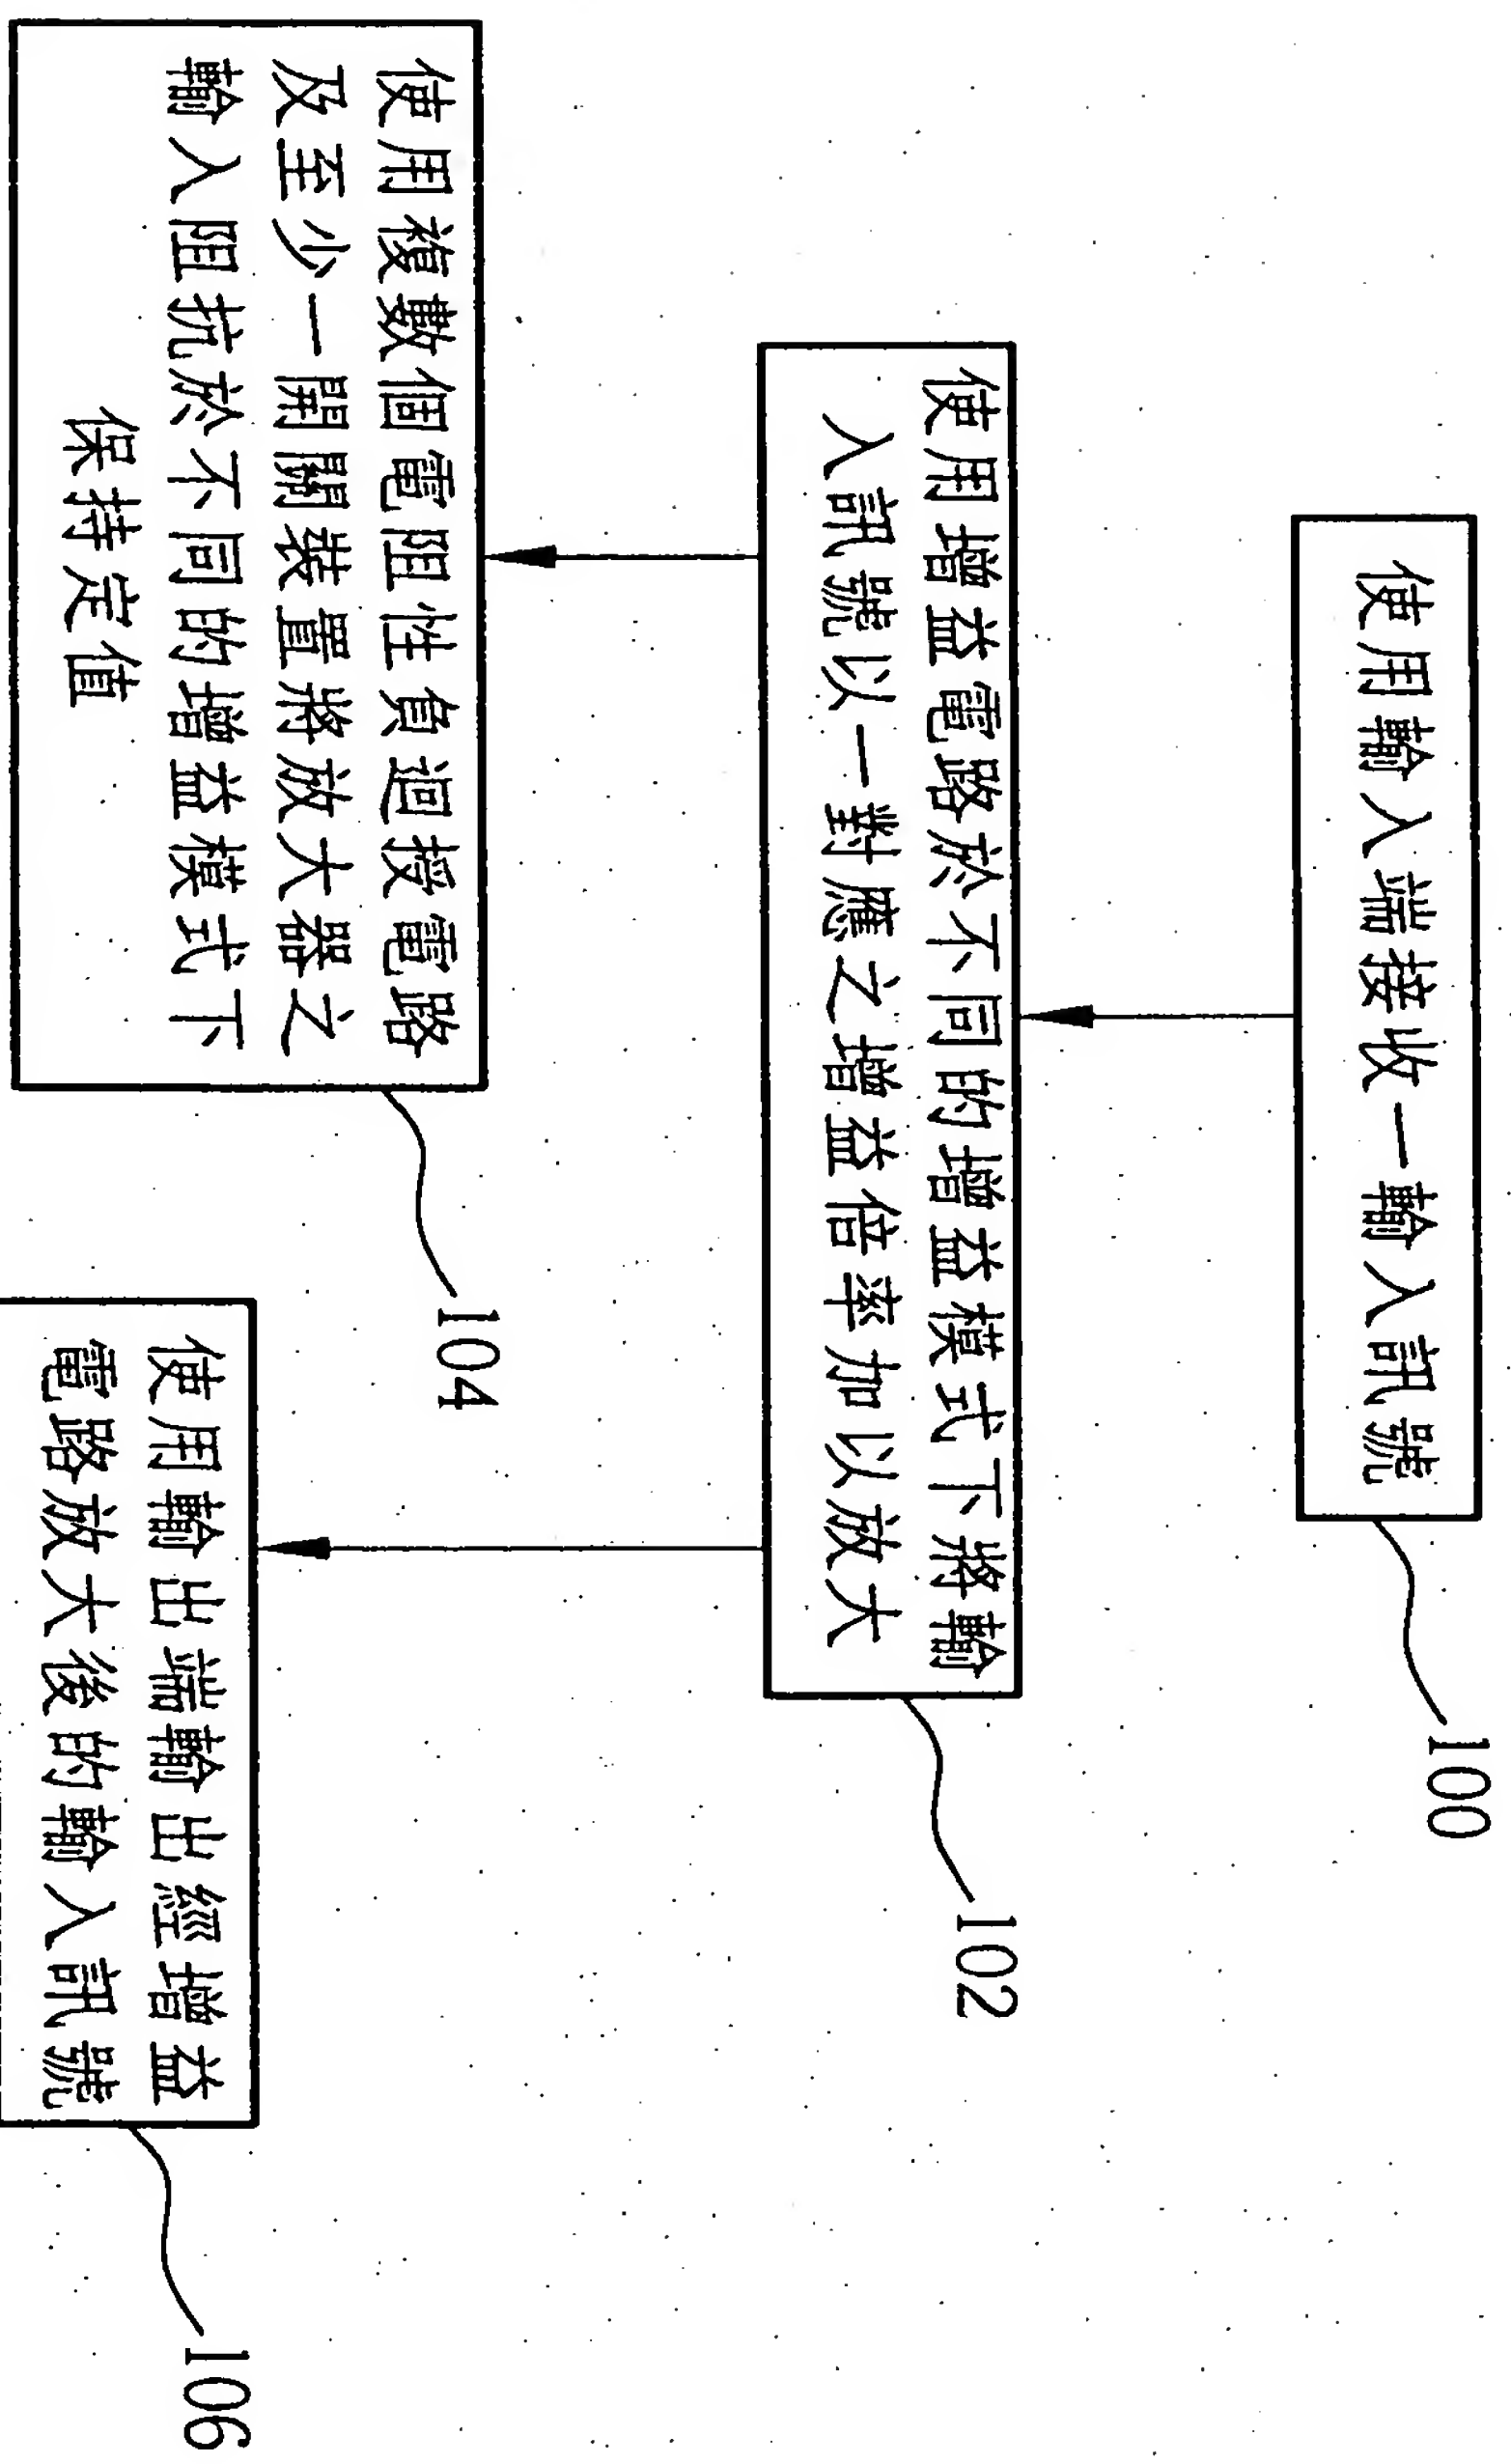 使用輸入端接收一輸入訊號
100
使用增益電路於不同的增益模式下將輸
入訊號以一對應之增益倍率加以放大
102
使用複數個電阻性負迴授電路
及至少一開關裝置將放大器之
輸入阻抗於不同的增益模式下
保持定值
104
使用輸出端輸出經增益
電路放大後的輸入訊號
106